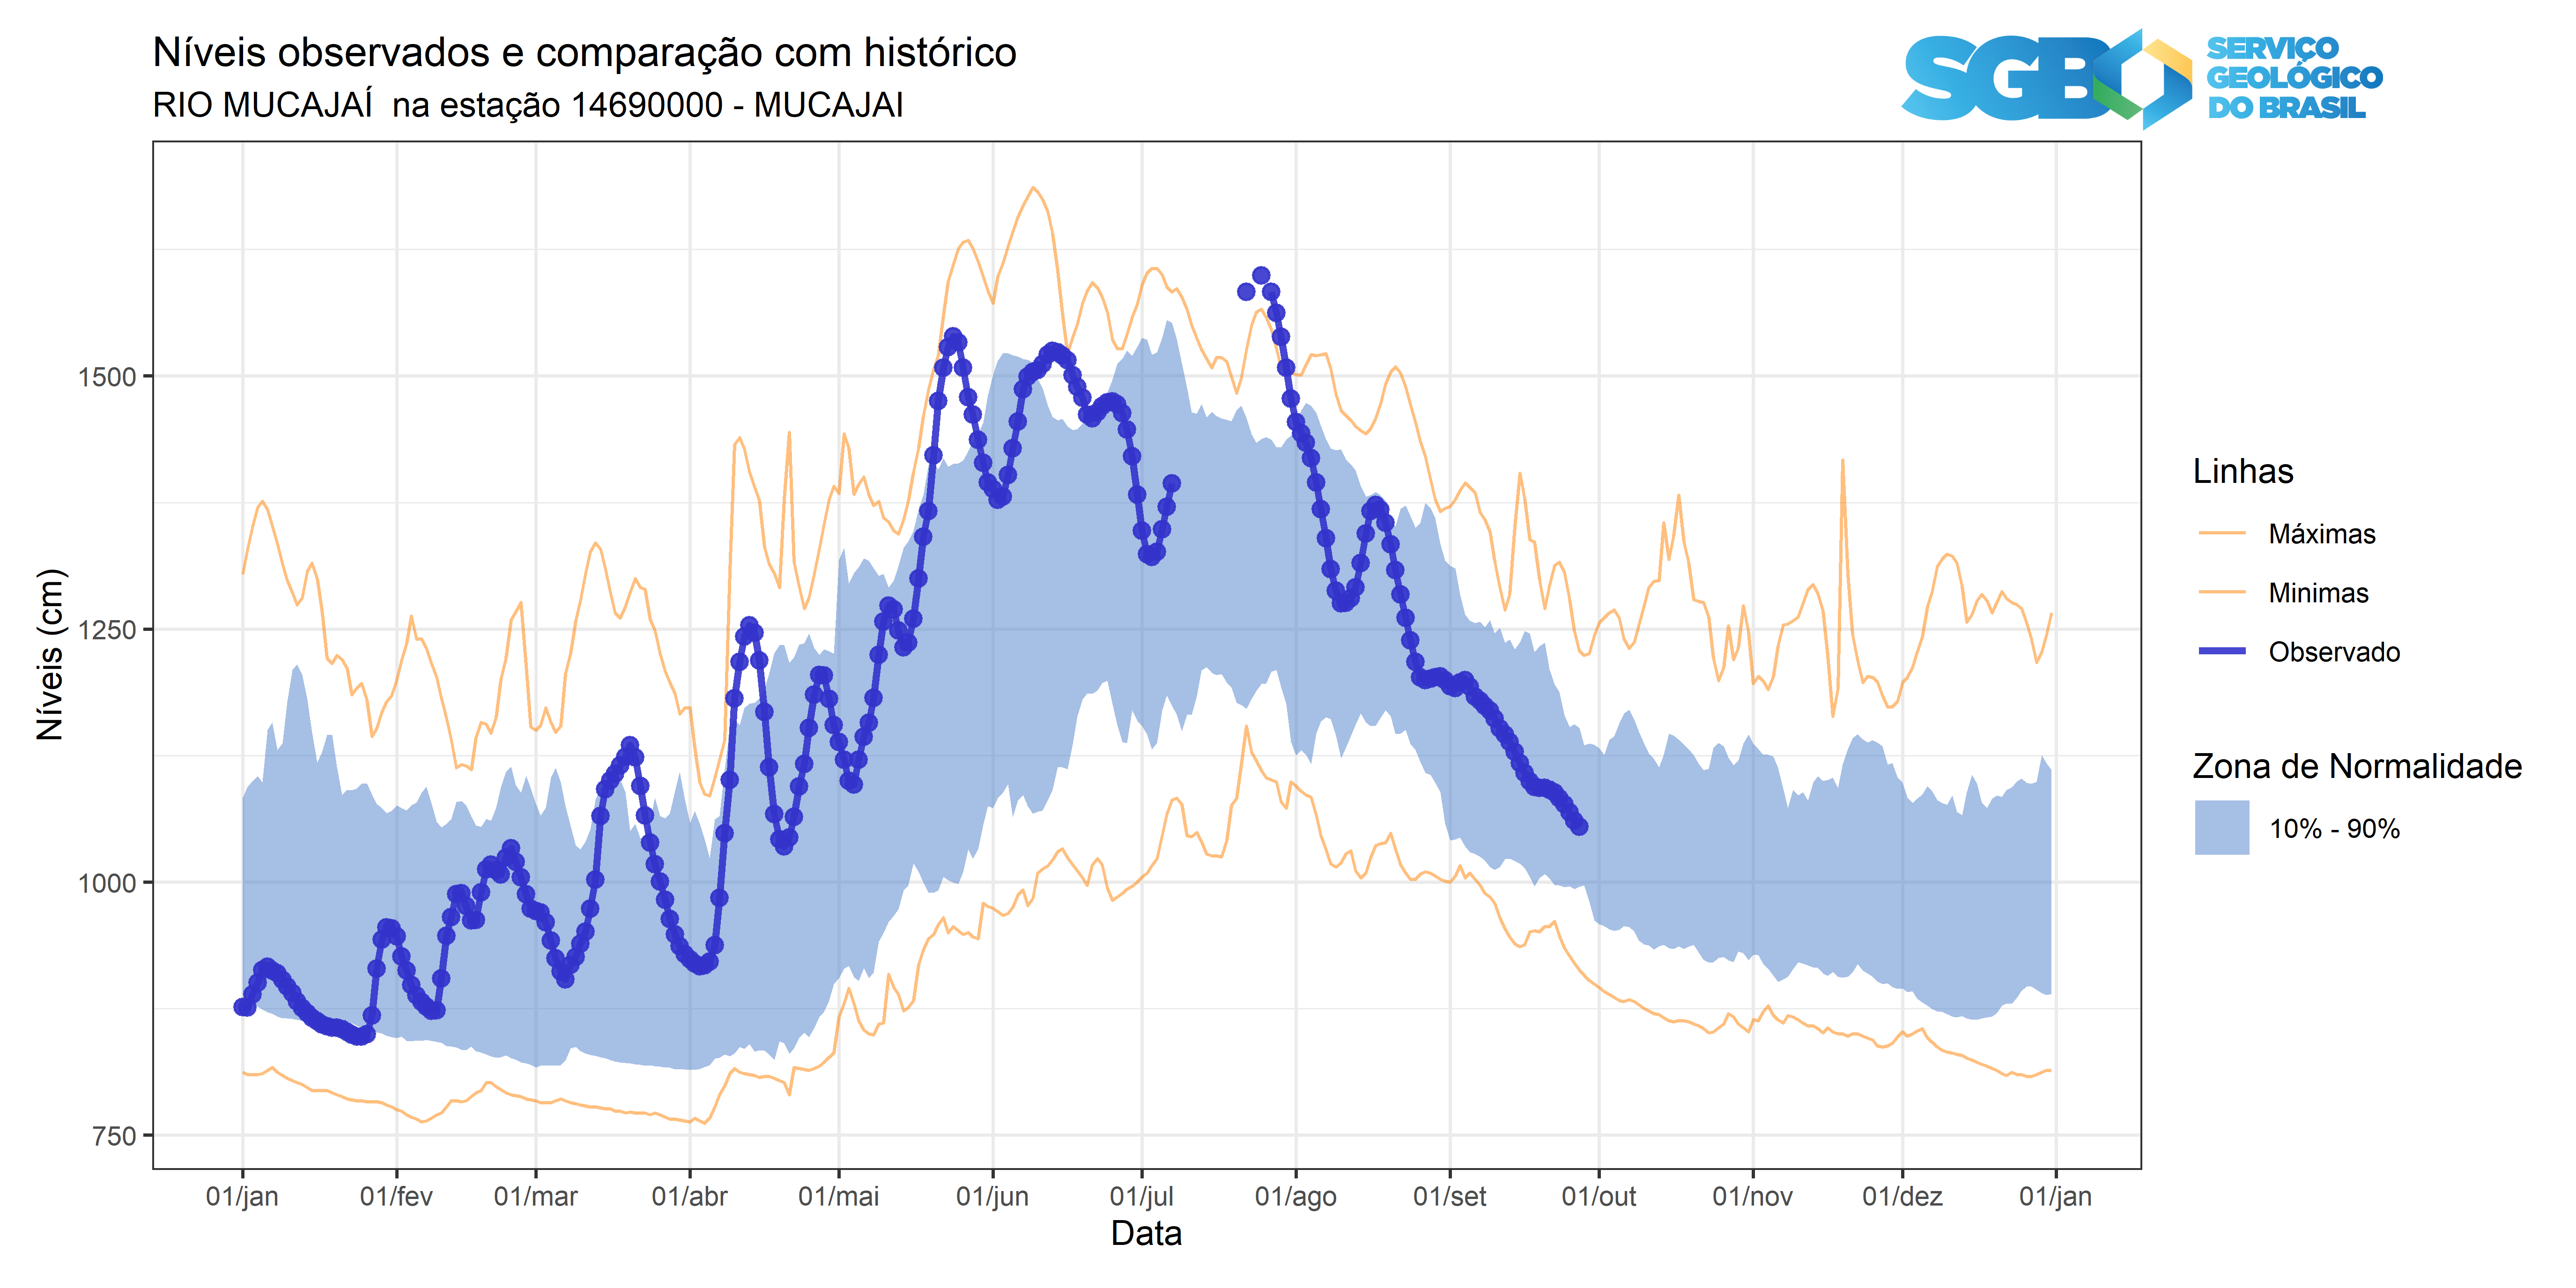 Níveis observados e comparação com histórico
RIO MUCAJAÍ  na estação 14690000 - MUCAJAI
SGB
SERVIÇO
GEOLÓGICO
DO BRASIL
Níveis (cm)
1500
1250
1000
750
01/jan 01/fev 01/mar 01/abr 01/mai 01/jun 01/jul 01/ago 01/set 01/out 01/nov 01/dez 01/jan
Data
Linhas
Máximas
Minimas
Observado
Zona de Normalidade
10% - 90%